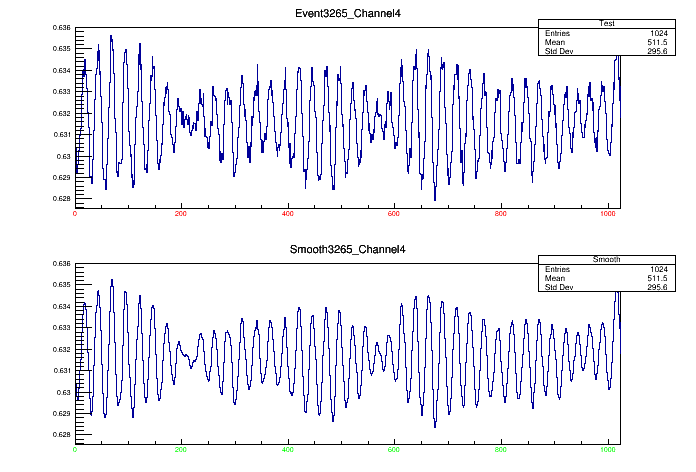 Event3265_Channel4
Test
Entries 1024
Mean 511.5
Std Dev 295.6
0.636
0.635
0.634
0.633
0.632
0.631
0.63
0.629
0.628
0 200 400 600 800 1000
Smooth3265_Channel4
Smooth
Entries 1024
Mean 511.5
Std Dev 295.6
0.636
0.635
0.634
0.633
0.632
0.631
0.63
0.629
0.628
0 200 400 600 800 1000